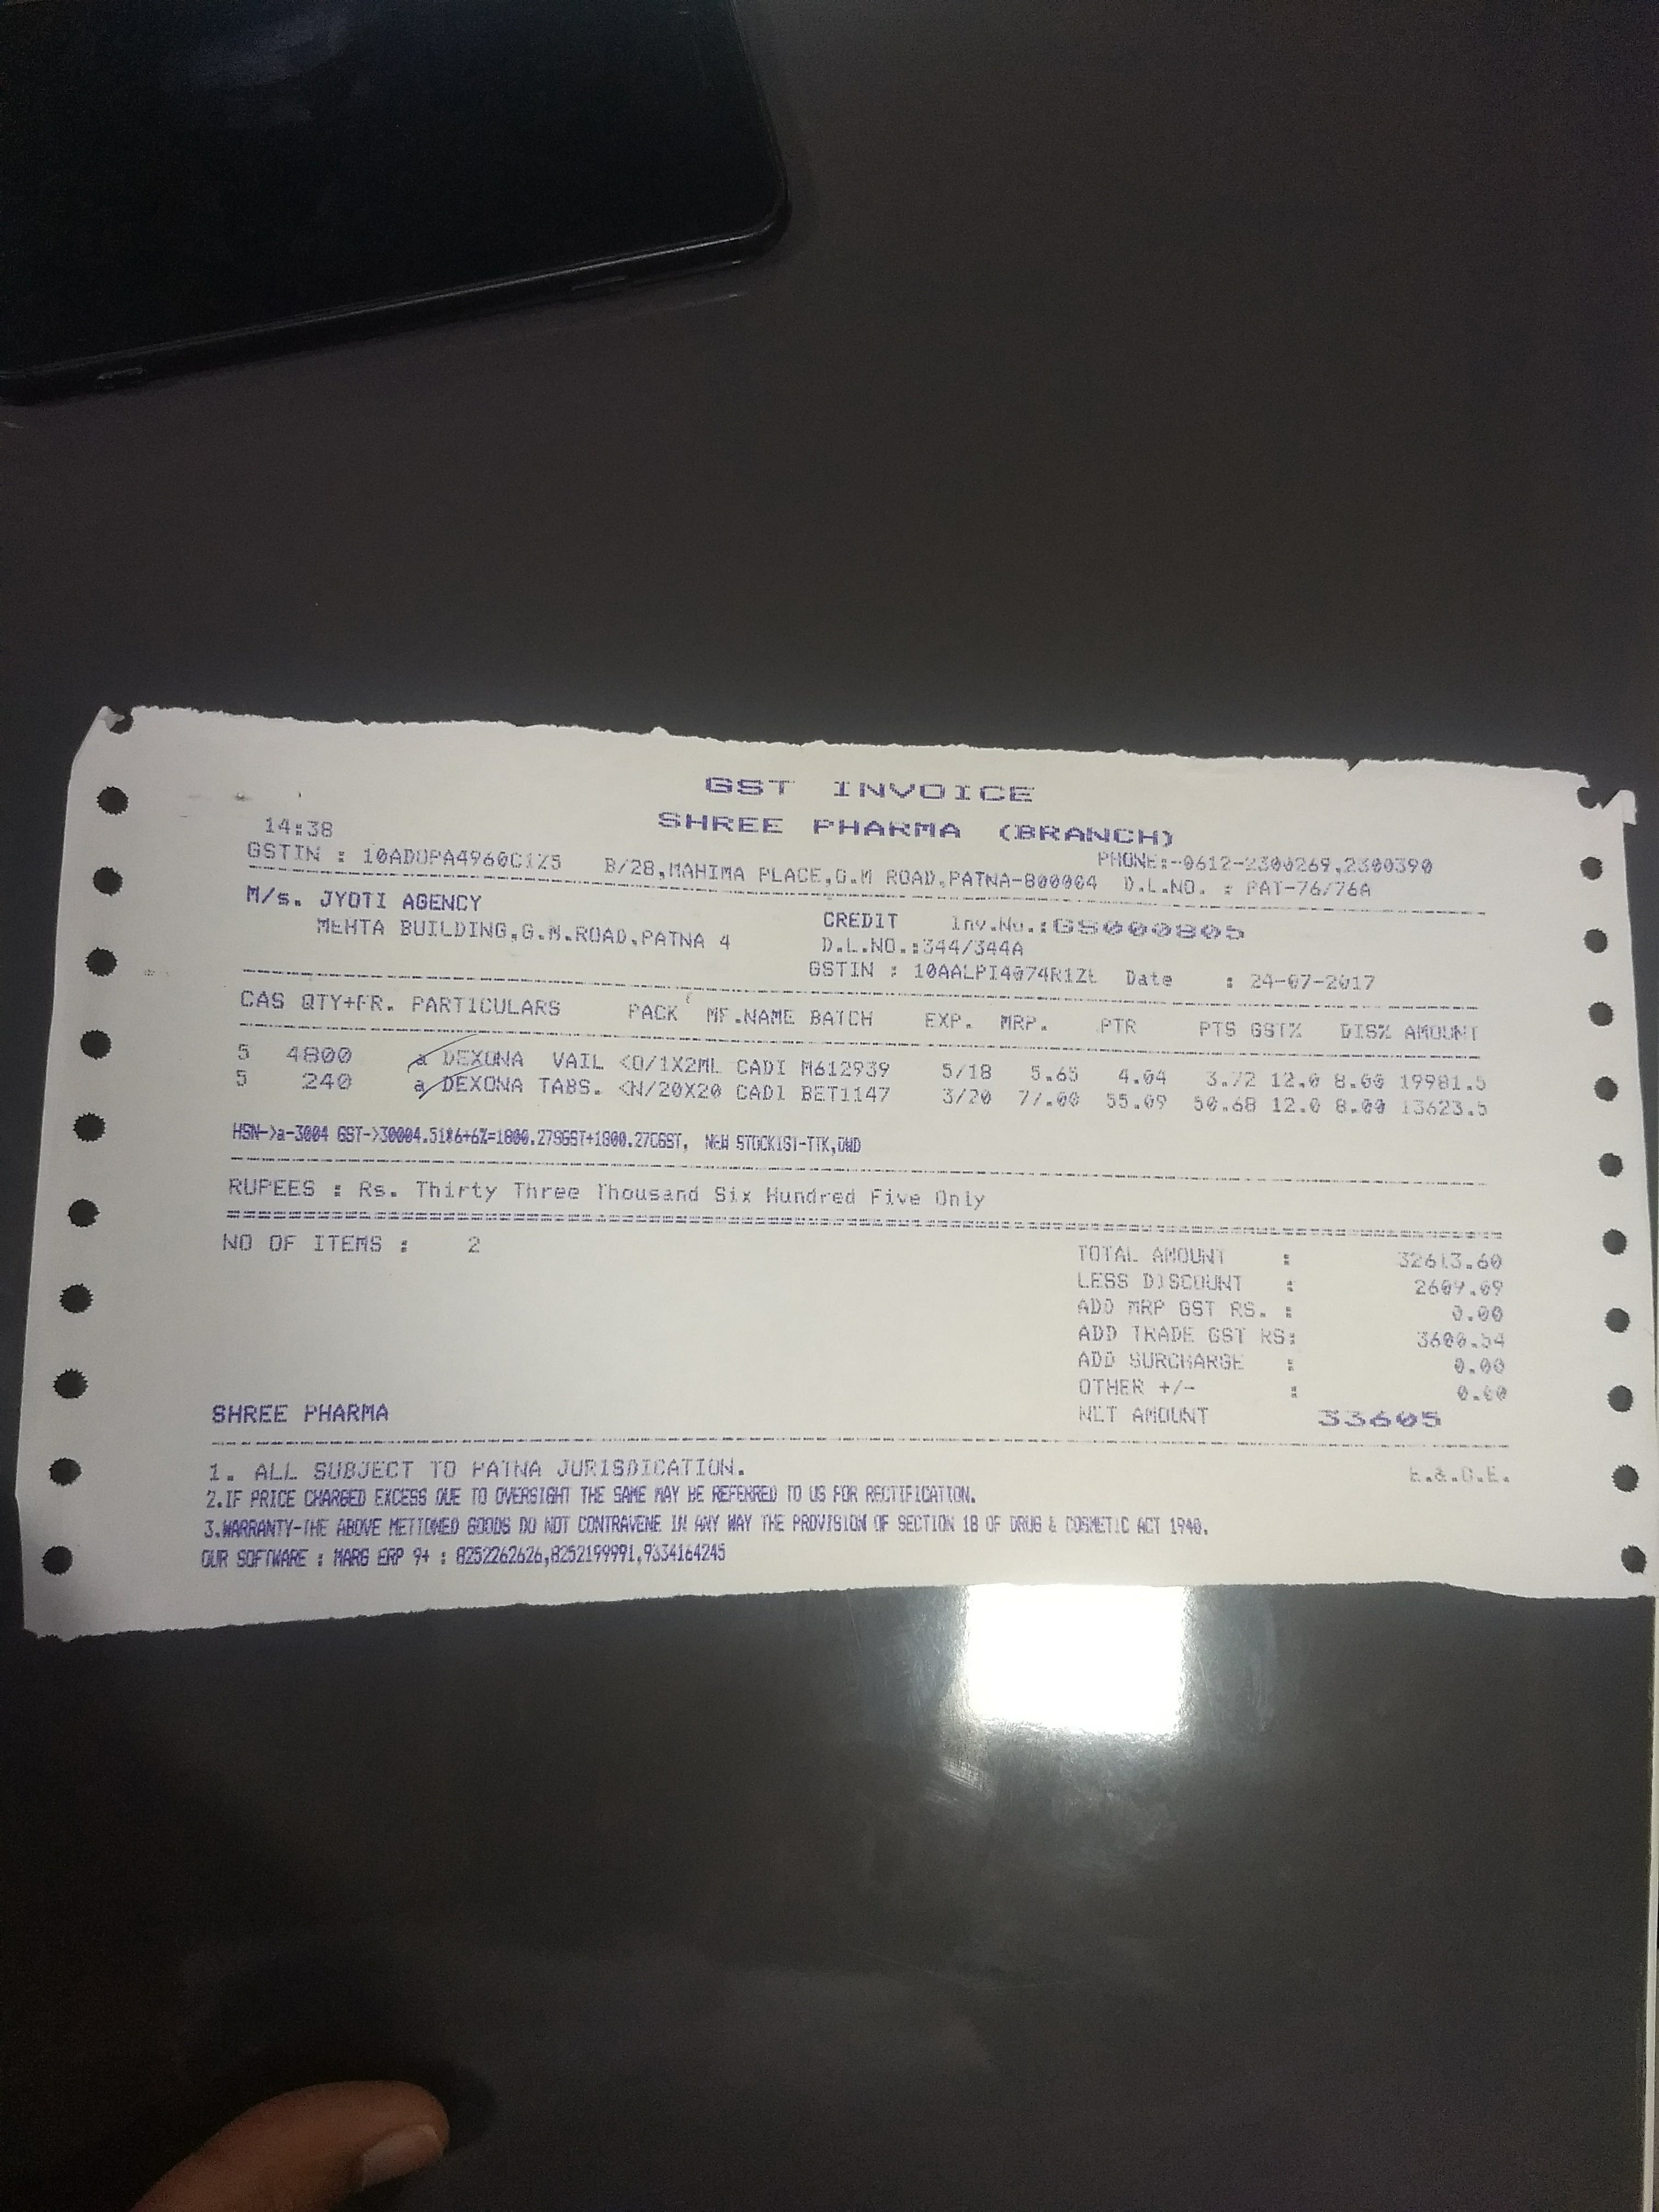 GST INVOICE
14:38 SHREE PHARMA (BRANCH)
GSTIN : B/28,MAHIMA PLACE,G.M ROAD,PATNA-800004 PHONE:-0612-2300269,2300390
D.L.NO. : PAT-76/76A
M/s. JYOTI AGENCY CREDIT Inv.No.:GS000805
MEHTA BUILDING,G.M.ROAD,PATNA 4 D.L.NO.:344/344A
GSTIN : Date : 24-07-2017
CAS QTY+FR. PARTICULARS PACK MF.NAME BATCH EXP. MRP. PTR PTS GST% DIS% AMOUNT
5 4800 a DEXONA VAIL <O/1X2ML CADI M612939 5/18 5.65 4.04 3.72 12.0 8.00 19981.5
5 240 a DEXONA TABS. <N/20X20 CADI BET1147 3/20 77.00 55.09 50.68 12.0 8.00 13623.5
HSN->a-3004 GST->30004.51*6+6%=1800.27SGST+1800.27CGST, NEW STOCKIST-TTK,DWD
RUPEES : Rs. Thirty Three Thousand Six Hundred Five Only
NO OF ITEMS : 2
TOTAL AMOUNT : 32613.60
LESS DISCOUNT : 2609.09
ADD MRP GST RS. : 0.00
ADD TRADE GST RS: 3600.54
ADD SURCHARGE : 0.00
OTHER +/- : 0.00
SHREE PHARMA NET AMOUNT 33605
1. ALL SUBJECT TO PATNA JURISDICATION. E.&.O.E.
2.IF PRICE CHARGED EXCESS DUE TO OVERSIGHT THE SAME MAY BE REFERRED TO US FOR RECTIFICATION.
3.WARRANTY-THE ABOVE METIONED GOODS DO NOT CONTRAVENE IN ANY WAY THE PROVISION OF SECTION 18 OF DRUG & COSMETIC ACT 1940.
OUR SOFTWARE : MARG ERP 9+ : 8252262626,8252199991,9334164245